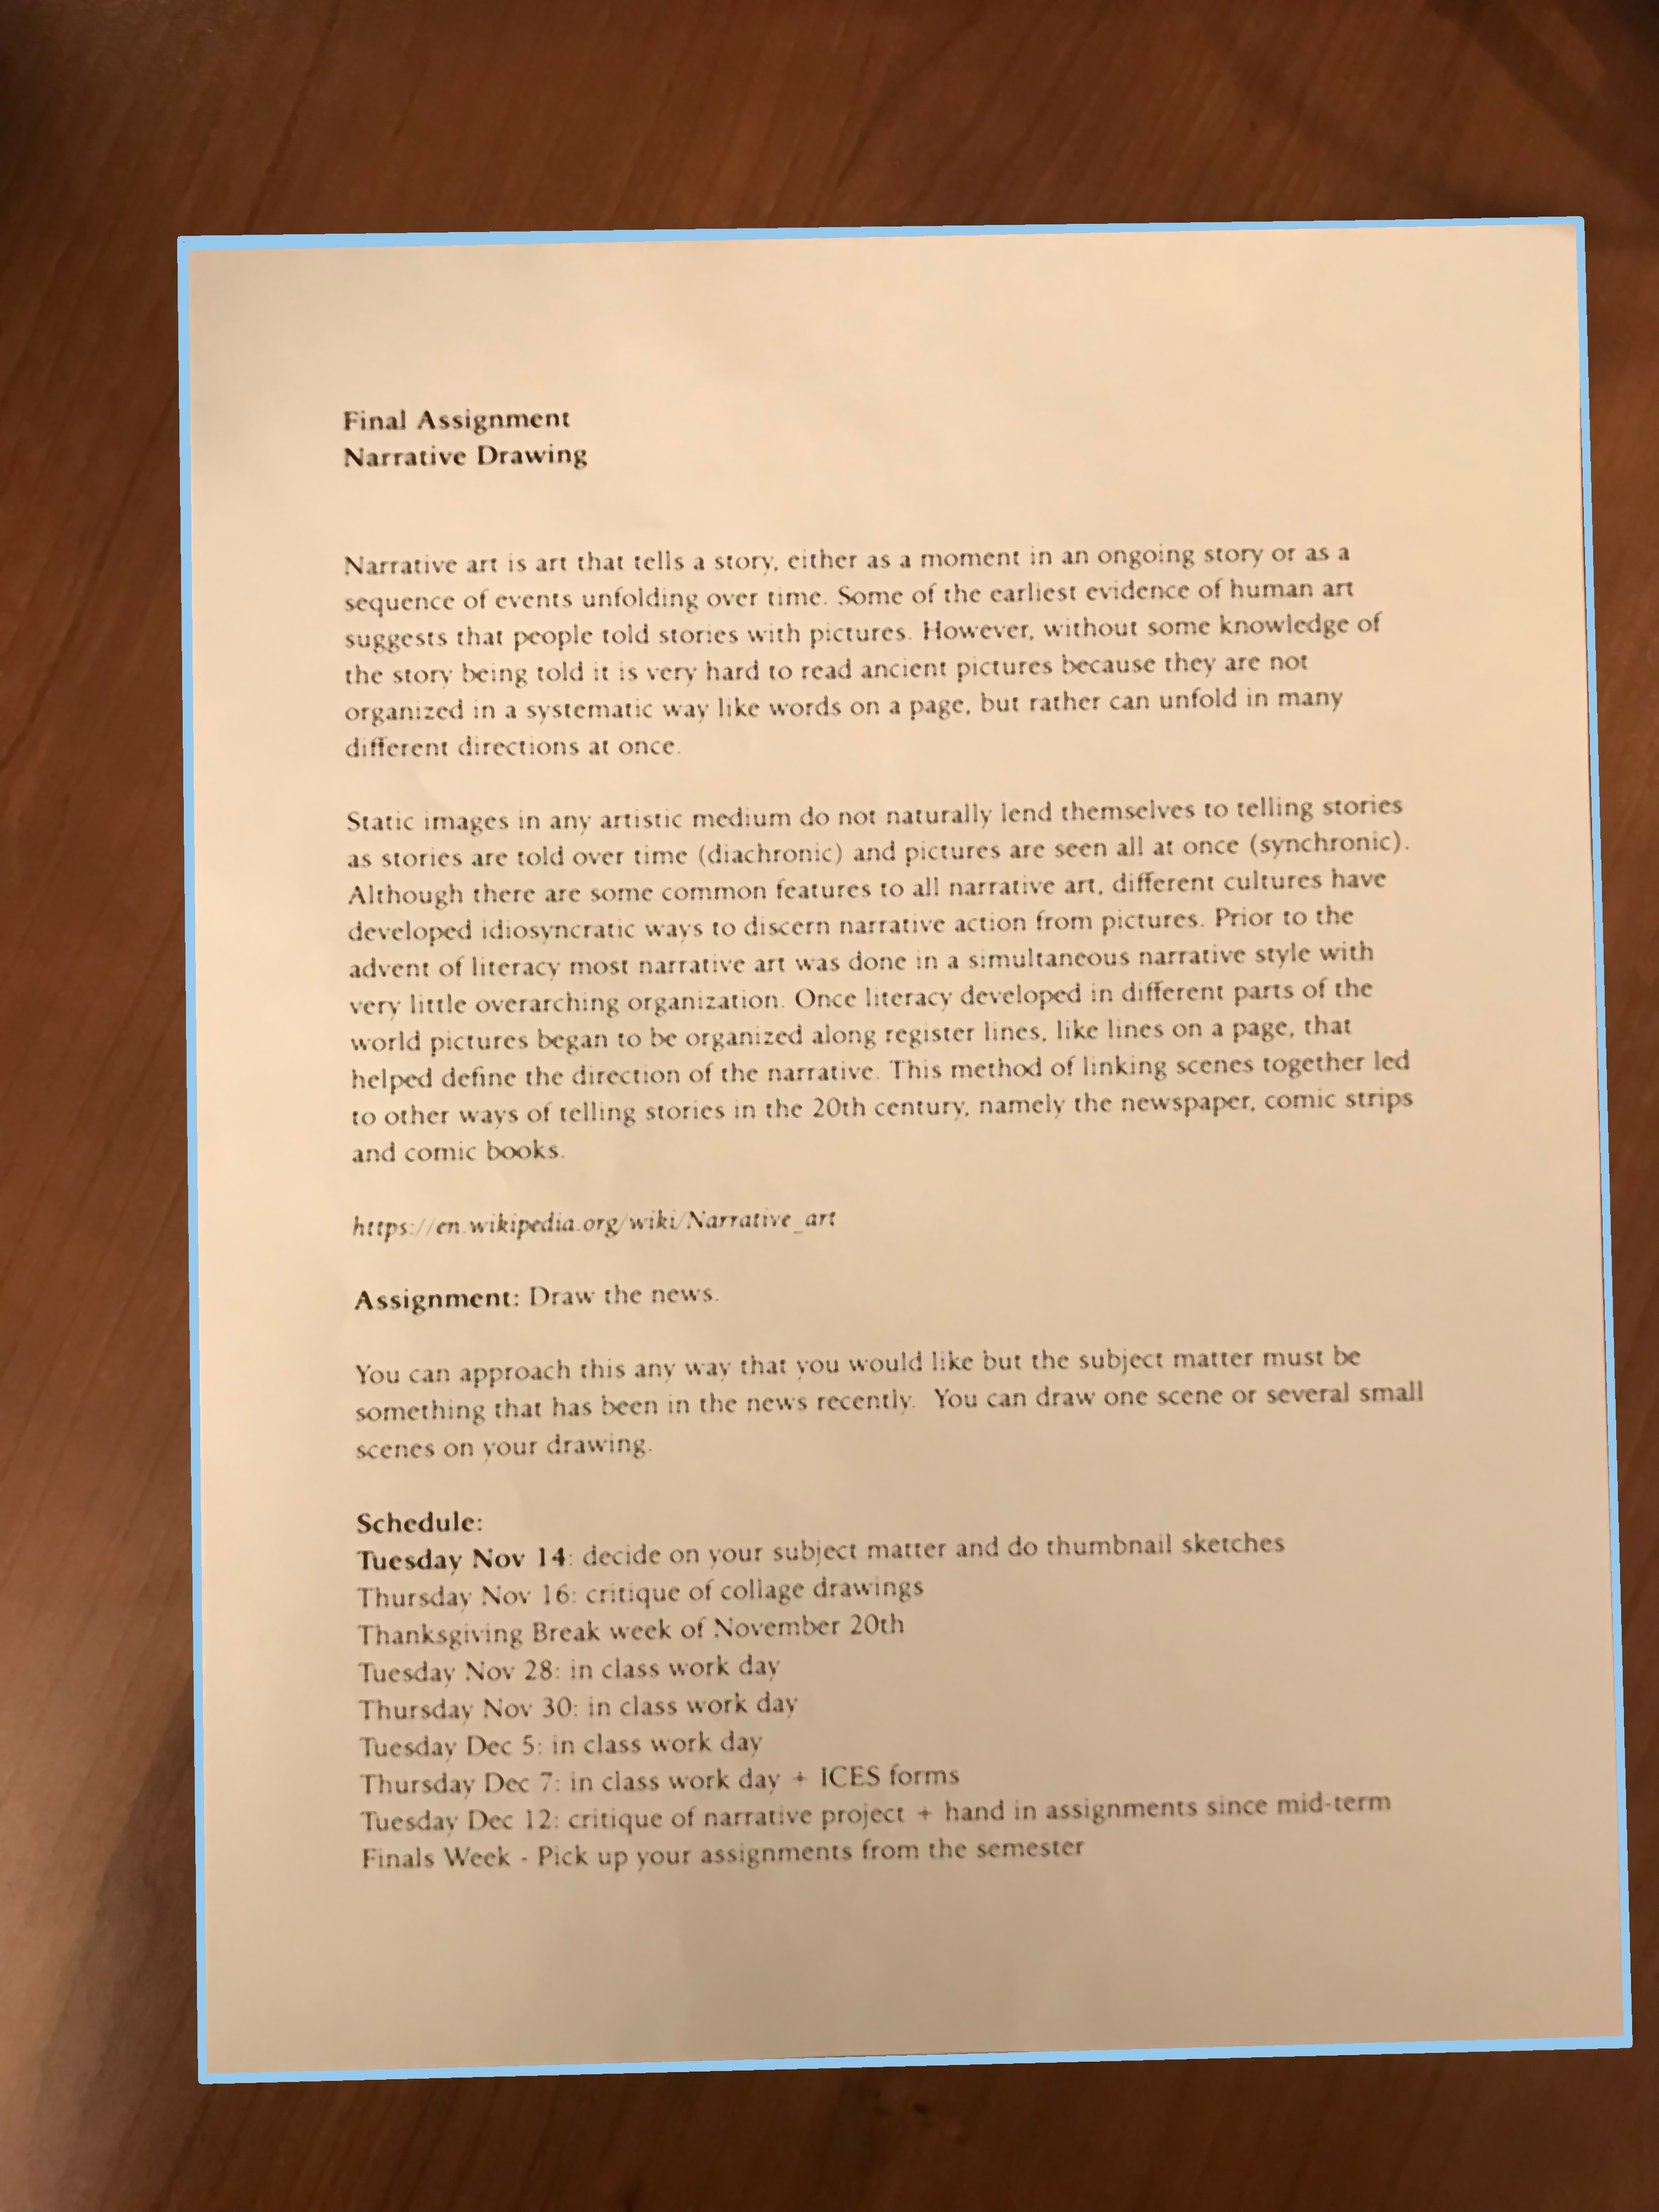 Final Assignment
Narrative Drawing
Narrative art is art that tells a story, either as a moment in an ongoing story or as a
sequence of events unfolding over time. Some of the earliest evidence of human art
suggests that people told stories with pictures. However, without some knowledge of
the story being told it is very hard to read ancient pictures because they are not
organized in a systematic way like words on a page, but rather can unfold in many
different directions at once.
Static images in any artistic medium do not naturally lend themselves to telling stories
as stories are told over time (diachronic) and pictures are seen all at once (synchronic).
Although there are some common features to all narrative art, different cultures have
developed idiosyncratic ways to discern narrative action from pictures. Prior to the
advent of literacy most narrative art was done in a simultaneous narrative style with
very little overarching organization. Once literacy developed in different parts of the
world pictures began to be organized along register lines, like lines on a page, that
helped define the direction of the narrative. This method of linking scenes together led
to other ways of telling stories in the 20th century, namely the newspaper, comic strips
and comic books.
https://en.wikipedia.org/wiki/Narrative_art
Assignment: Draw the news.
You can approach this any way that you would like but the subject matter must be
something that has been in the news recently.  You can draw one scene or several small
scenes on your drawing.
Schedule:
Tuesday Nov 14: decide on your subject matter and do thumbnail sketches
Thursday Nov 16: critique of collage drawings
Thanksgiving Break week of November 20th
Tuesday Nov 28: in class work day
Thursday Nov 30: in class work day
Tuesday Dec 5: in class work day
Thursday Dec 7: in class work day + ICES forms
Tuesday Dec 12: critique of narrative project + hand in assignments since mid-term
Finals Week - Pick up your assignments from the semester